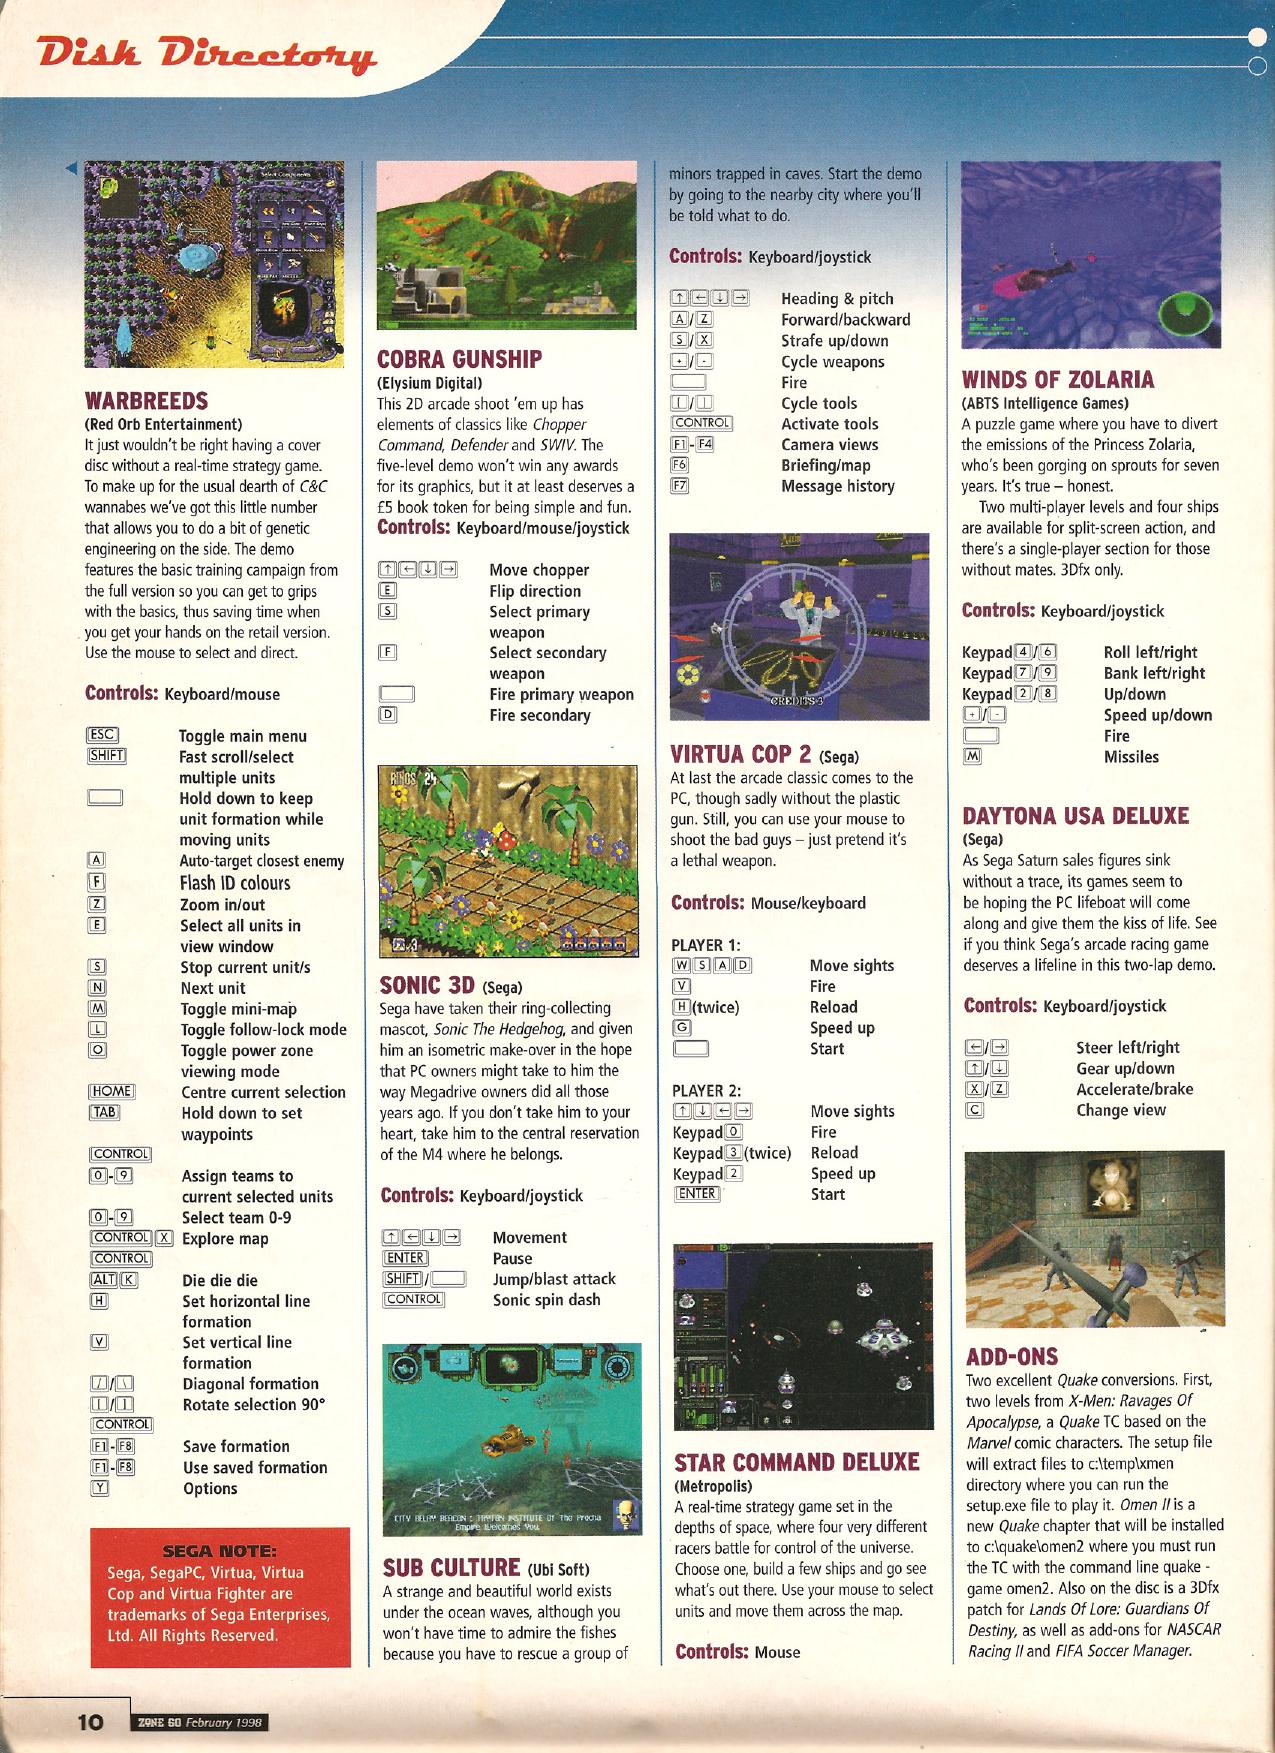 Disk Directory
WARBREEDS
(Red Orb Entertainment)
It just wouldn't be right having a cover
disc without a real-time strategy game.
To make up for the usual dearth of C&C
wannabes we've got this little number
that allows you to do a bit of genetic
engineering on the side. The demo
features the basic training campaign from
the full version so you can get to grips
with the basics, thus saving time when
you get your hands on the retail version.
Use the mouse to select and direct.
Controls: Keyboard/mouse
ESC Toggle main menu
SHIFT Fast scroll/select
multiple units
Hold down to keep
unit formation while
moving units
A Auto-target closest enemy
F Flash ID colours
Z Zoom in/out
E Select all units in
view window
S Stop current unit/s
N Next unit
M Toggle mini-map
L Toggle follow-lock mode
O Toggle power zone
viewing mode
HOME Centre current selection
TAB Hold down to set
waypoints
CONTROL
0-9 Assign teams to
current selected units
0-9 Select team 0-9
CONTROL X Explore map
CONTROL
ALT K Die die die
H Set horizontal line
formation
V Set vertical line
formation
/ / \ Diagonal formation
[ / ] Rotate selection 90°
CONTROL
F1-F8 Save formation
F1-F8 Use saved formation
Y Options
SEGA NOTE:
Sega, SegaPC, Virtua, Virtua
Cop and Virtua Fighter are
trademarks of Sega Enterprises,
Ltd. All Rights Reserved.
COBRA GUNSHIP
(Elysium Digital)
This 2D arcade shoot 'em up has
elements of classics like Chopper
Command, Defender and SWIV. The
five-level demo won't win any awards
for its graphics, but it at least deserves a
£5 book token for being simple and fun.
Controls: Keyboard/mouse/joystick
↑ ← ↓ → Move chopper
E Flip direction
S Select primary
weapon
F Select secondary
weapon
Fire primary weapon
D Fire secondary
RINGS 24
SONIC 3D (Sega)
Sega have taken their ring-collecting
mascot, Sonic The Hedgehog, and given
him an isometric make-over in the hope
that PC owners might take to him the
way Megadrive owners did all those
years ago. If you don't take him to your
heart, take him to the central reservation
of the M4 where he belongs.
Controls: Keyboard/joystick
↑ ← ↓ → Movement
ENTER Pause
SHIFT/ Jump/blast attack
CONTROL Sonic spin dash
Empire Welcomes You
SUB CULTURE (Ubi Soft)
A strange and beautiful world exists
under the ocean waves, although you
won't have time to admire the fishes
because you have to rescue a group of
minors trapped in caves. Start the demo
by going to the nearby city where you'll
be told what to do.
Controls: Keyboard/joystick
↑ ← ↓ → Heading & pitch
A/Z Forward/backward
S/X Strafe up/down
+/- Cycle weapons
Fire
[ / ] Cycle tools
CONTROL Activate tools
F1-F4 Camera views
F6 Briefing/map
F7 Message history
CREDITS 3
VIRTUA COP 2 (Sega)
At last the arcade classic comes to the
PC, though sadly without the plastic
gun. Still, you can use your mouse to
shoot the bad guys – just pretend it's
a lethal weapon.
Controls: Mouse/keyboard
PLAYER 1:
W S A D Move sights
V Fire
H (twice) Reload
G Speed up
Start
PLAYER 2:
↑ ↓ ← → Move sights
Keypad 0 Fire
Keypad 3 (twice) Reload
Keypad 2 Speed up
ENTER Start
STAR COMMAND DELUXE
(Metropolis)
A real-time strategy game set in the
depths of space, where four very different
racers battle for control of the universe.
Choose one, build a few ships and go see
what's out there. Use your mouse to select
units and move them across the map.
Controls: Mouse
WINDS OF ZOLARIA
(ABTS Intelligence Games)
A puzzle game where you have to divert
the emissions of the Princess Zolaria,
who's been gorging on sprouts for seven
years. It's true – honest.
Two multi-player levels and four ships
are available for split-screen action, and
there's a single-player section for those
without mates. 3Dfx only.
Controls: Keyboard/joystick
Keypad 4/6 Roll left/right
Keypad 7/9 Bank left/right
Keypad 2/8 Up/down
+/- Speed up/down
Fire
M Missiles
DAYTONA USA DELUXE
(Sega)
As Sega Saturn sales figures sink
without a trace, its games seem to
be hoping the PC lifeboat will come
along and give them the kiss of life. See
if you think Sega's arcade racing game
deserves a lifeline in this two-lap demo.
Controls: Keyboard/joystick
←/→ Steer left/right
↑/↓ Gear up/down
X/Z Accelerate/brake
C Change view
ADD-ONS
Two excellent Quake conversions. First,
two levels from X-Men: Ravages Of
Apocalypse, a Quake TC based on the
Marvel comic characters. The setup file
will extract files to c:\temp\xmen
directory where you can run the
setup.exe file to play it. Omen II is a
new Quake chapter that will be installed
to c:\quake\omen2 where you must run
the TC with the command line quake -
game omen2. Also on the disc is a 3Dfx
patch for Lands Of Lore: Guardians Of
Destiny, as well as add-ons for NASCAR
Racing II and FIFA Soccer Manager.
10 ZONE 60 February 1998